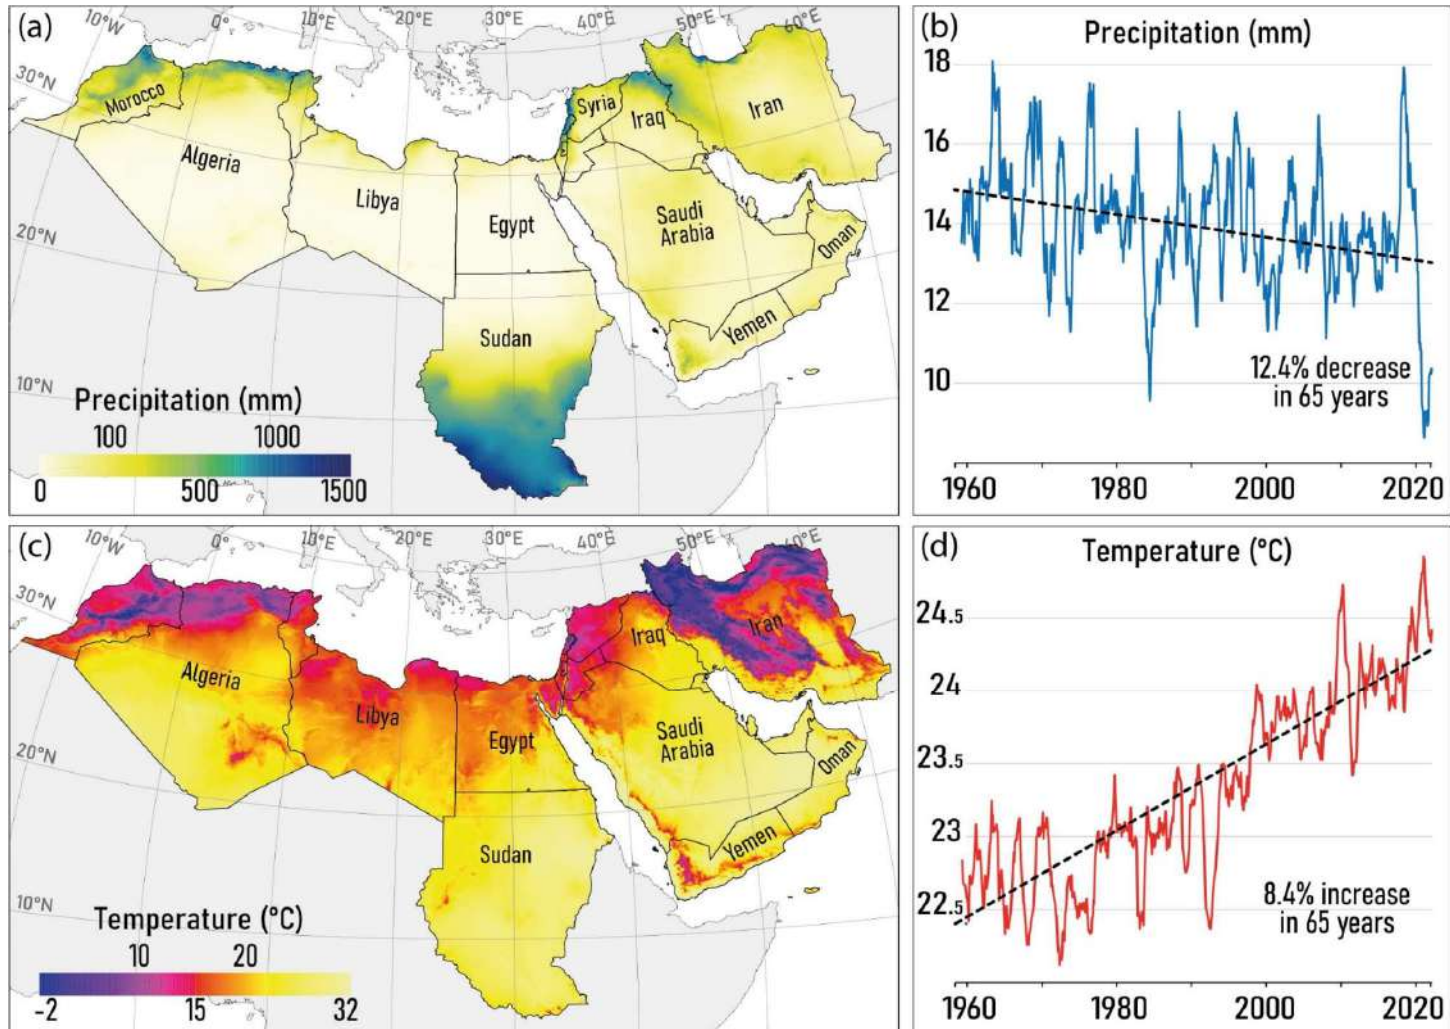 (a)
10°W
0°
10°E
20°E
30°E
40°E
50°E
60°E
30°N
20°N
10°N
Morocco
Algeria
Libya
Egypt
Sudan
Syria
Iraq
Iran
Saudi
Arabia
Oman
Yemen
Precipitation (mm)
100
1000
0
500
1500
(b)
Precipitation (mm)
18
16
14
12
10
12.4% decrease
in 65 years
1960
1980
2000
2020
(c)
10°W
0°
10°E
20°E
30°E
40°E
50°E
60°E
30°N
20°N
10°N
Algeria
Libya
Egypt
Sudan
Iraq
Iran
Saudi
Arabia
Oman
Yemen
Temperature (°C)
10
20
-2
15
32
(d)
Temperature (°C)
24.5
24
23.5
23
22.5
8.4% increase
in 65 years
1960
1980
2000
2020